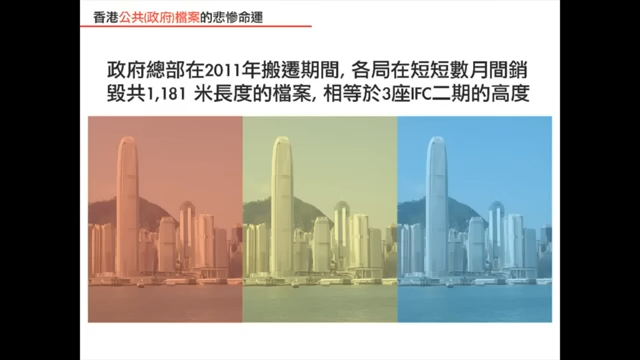 香港公共(政府)檔案的悲慘命運
政府總部在2011年搬遷期間, 各局在短短數月間銷
毀共1,181 米長度的檔案, 相等於3座IFC二期的高度